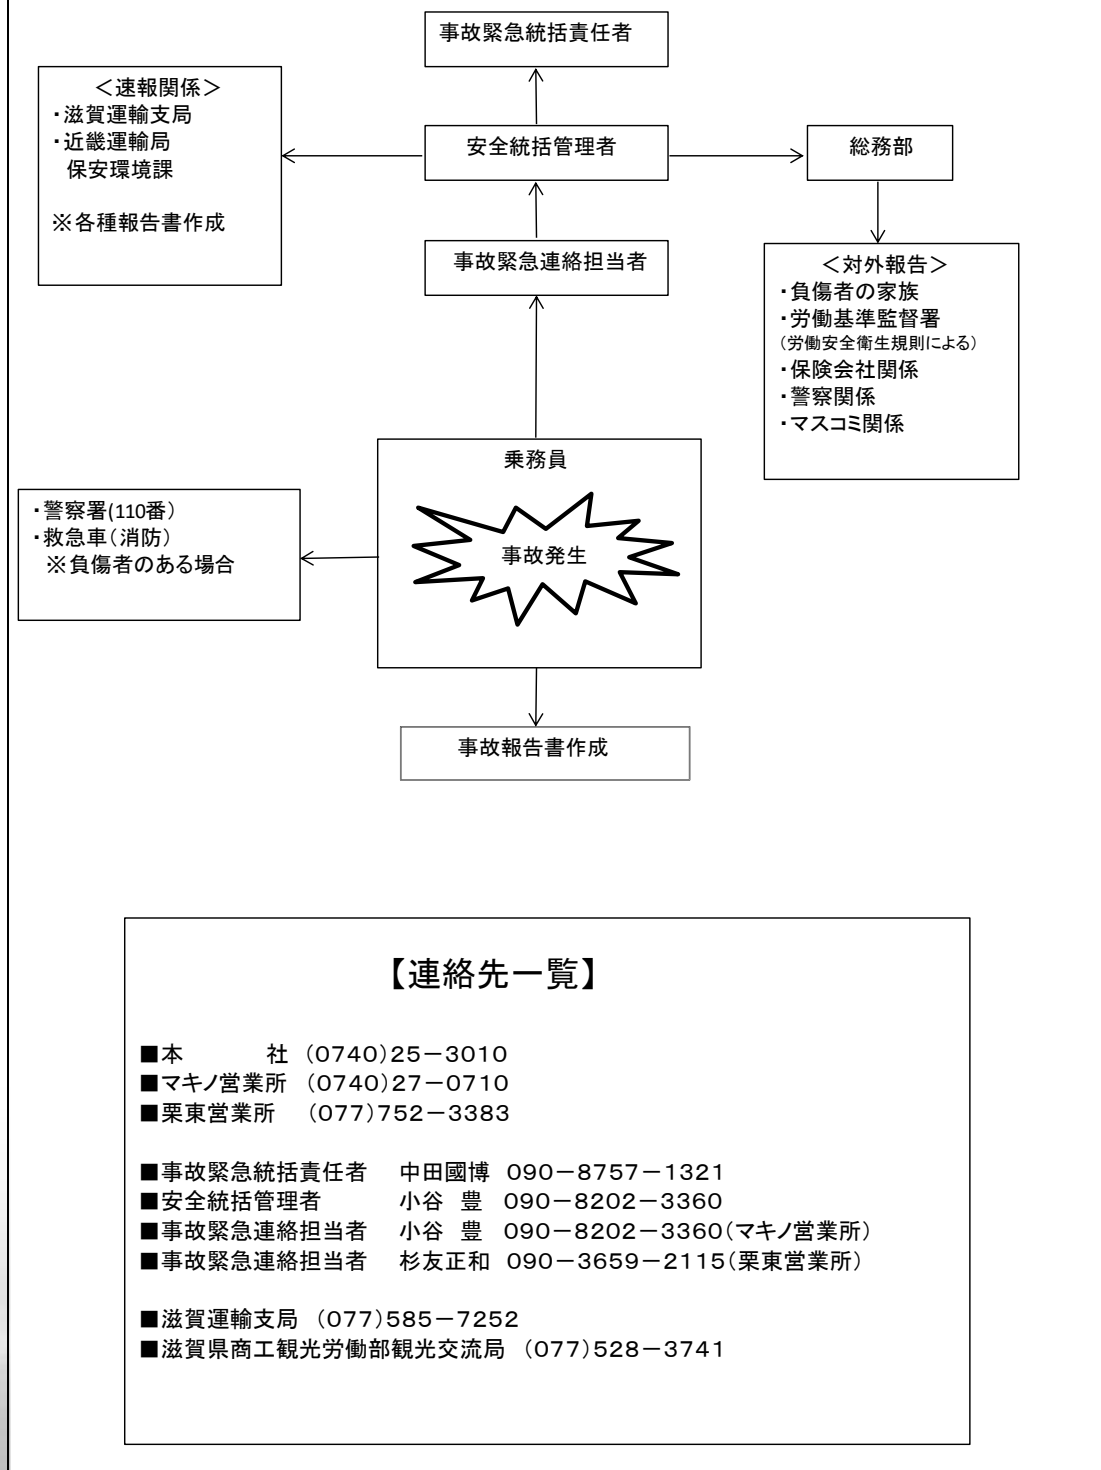 事故緊急統括責任者
＜速報関係＞
・滋賀運輸支局
・近畿運輸局
保安環境課
※各種報告書作成
安全統括管理者
総務部
事故緊急連絡担当者
＜対外報告＞
・負傷者の家族
・労働基準監督署
（労働安全衛生規則による）
・保険会社関係
・警察関係
・マスコミ関係
乗務員
事故発生
・警察署(110番）
・救急車（消防）
※負傷者のある場合
事故報告書作成
【連絡先一覧】
■本　　　社　（０７４０）２５－３０１０
■マキノ営業所　（０７４０）２７－０７１０
■栗東営業所　（０７７）７５２－３３８３
■事故緊急統括責任者　中田國博　０９０－８７５７－１３２１
■安全統括管理者　小谷　豊　０９０－８２０２－３３６０
■事故緊急連絡担当者　小谷　豊　０９０－８２０２－３３６０（マキノ営業所）
■事故緊急連絡担当者　杉友正和　０９０－３６５９－２１１５（栗東営業所）
■滋賀運輸支局　（０７７）５８５－７２５２
■滋賀県商工観光労働部観光交流局　（０７７）５２８－３７４１